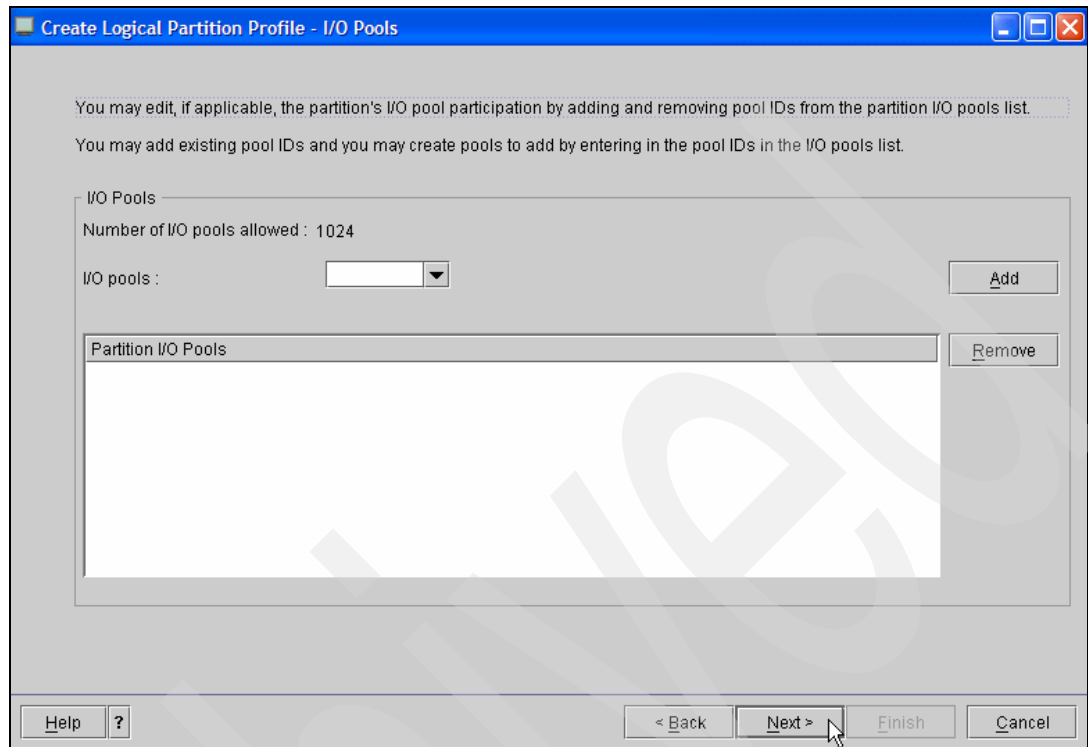 Create Logical Partition Profile - I/O Pools
You may edit, if applicable, the partition's I/O pool participation by adding and removing pool IDs from the partition I/O pools list.
You may add existing pool IDs and you may create pools to add by entering in the pool IDs in the I/O pools list.
I/O Pools
Number of I/O pools allowed : 1024
I/O pools :
Add
Partition I/O Pools
Remove
Help ? < Back Next > Finish Cancel